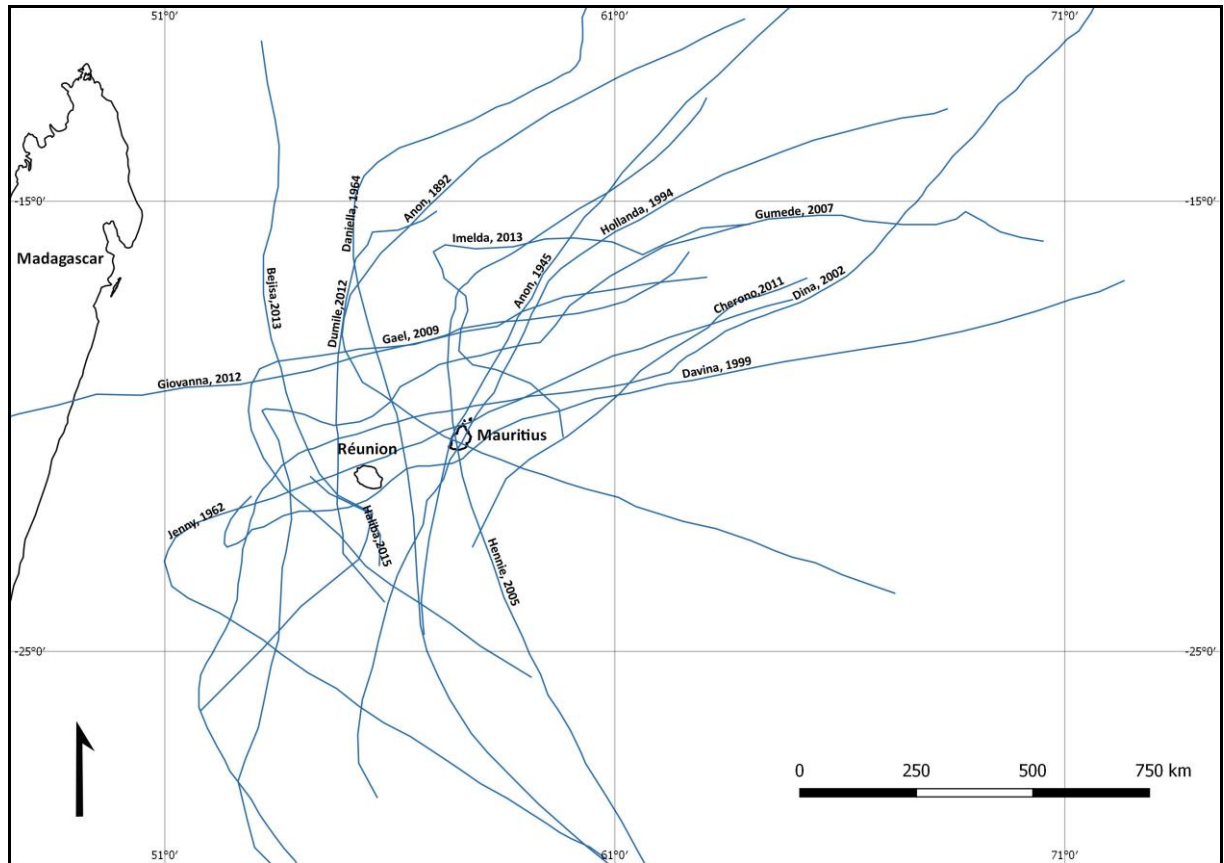 51°0'
61°0'
71°0'
Daniella, 1964
Anon, 1892
-15°0'
-15°0'
Hollanda, 1994
Gumede, 2007
Imelda, 2013
Madagascar
Anon, 1945
Bejisa,2013
Dumile,2012
Cherono,2011
Dina, 2002
Gael, 2009
Giovanna, 2012
Davina, 1999
Mauritius
Réunion
Jenny, 1962
Haliba,2015
Hennie, 2005
-25°0'
-25°0'
0 250 500 750 km
51°0'
61°0'
71°0'